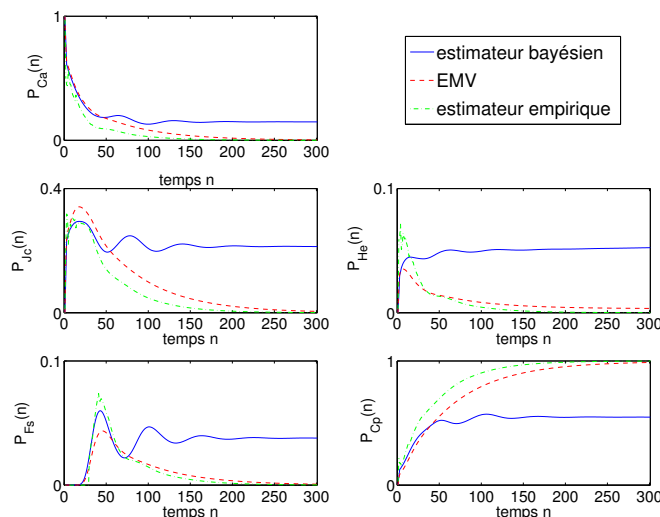 1
P_Ca(n)
0
0 50 100 150 200 250 300
temps n
estimateur bayésien
EMV
estimateur empirique
0.4
P_Jc(n)
0
0 50 100 150 200 250 300
temps n
0.1
P_He(n)
0
0 50 100 150 200 250 300
temps n
0.1
P_Fs(n)
0
0 50 100 150 200 250 300
temps n
1
P_Cp(n)
0
0 50 100 150 200 250 300
temps n